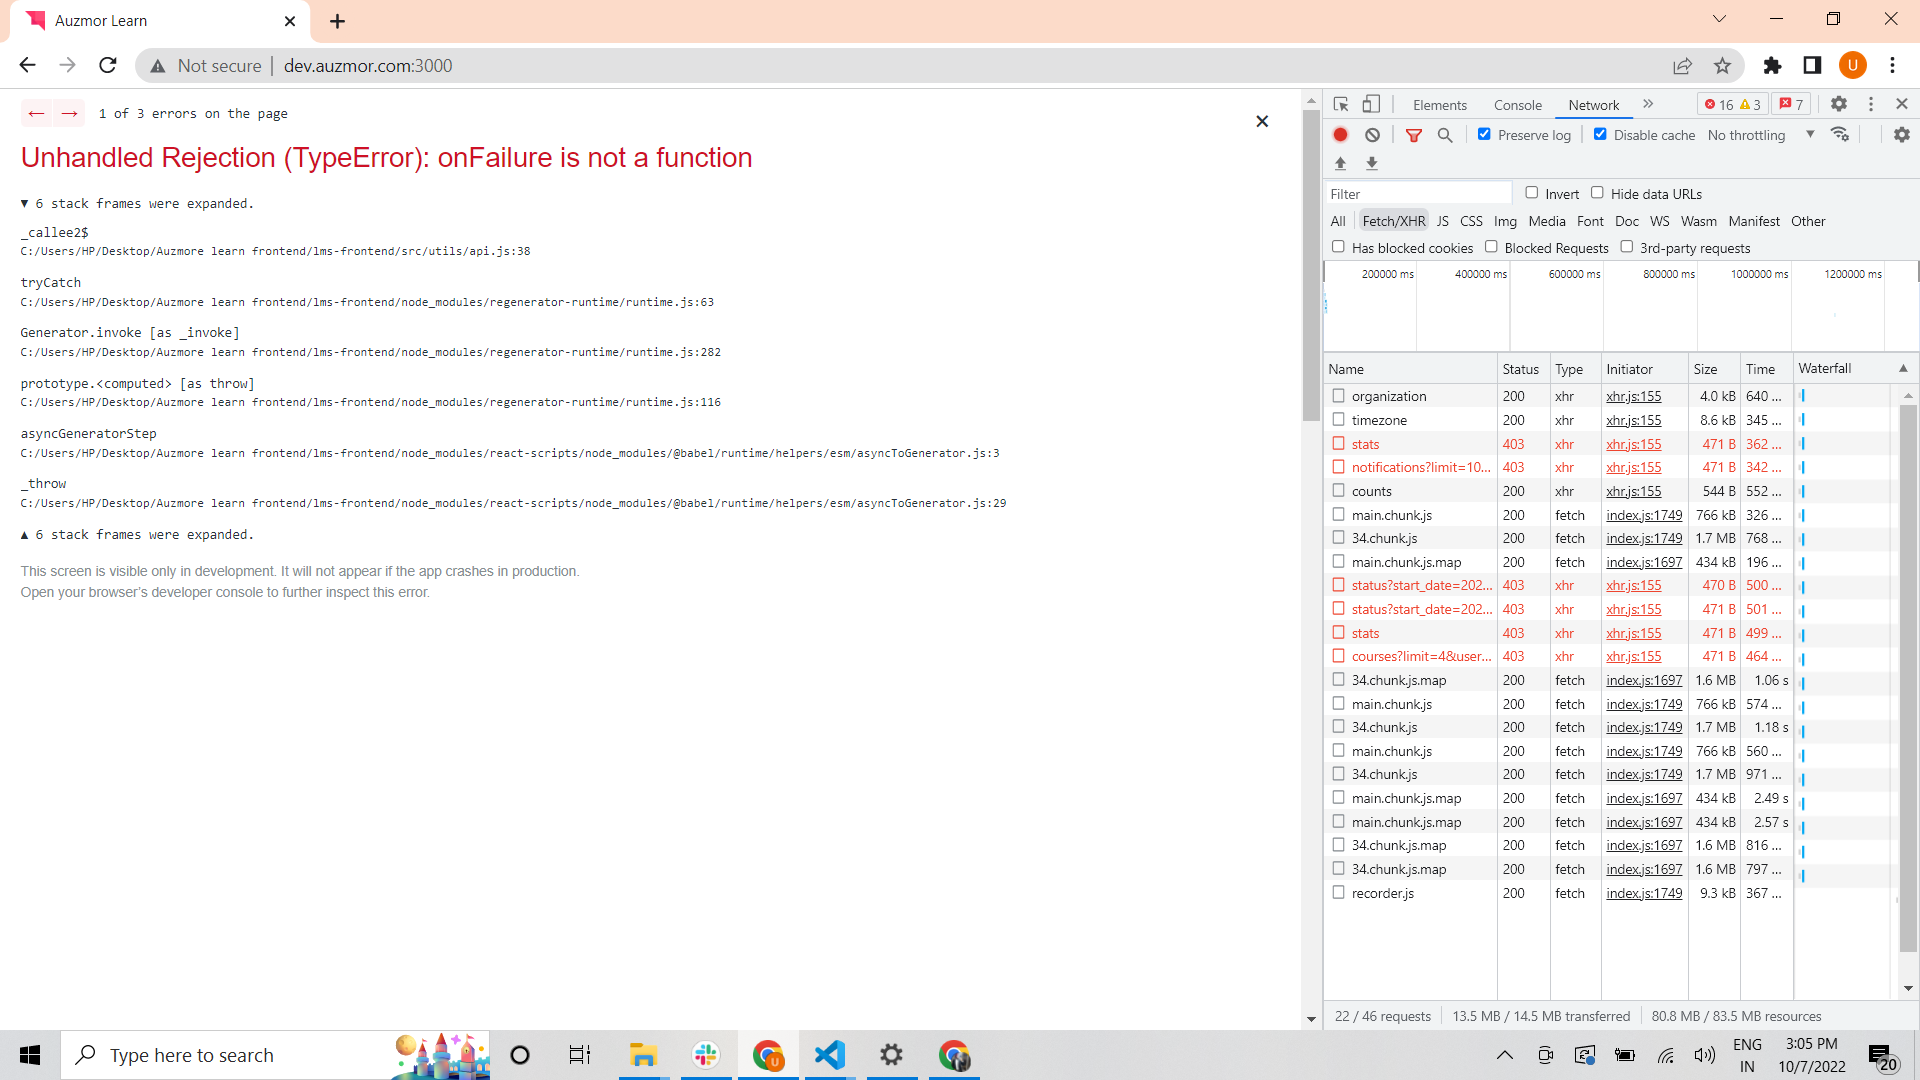 Auzmor Learn
Not secure
dev.auzmor.com:3000
← → 1 of 3 errors on the page
Unhandled Rejection (TypeError): onFailure is not a function
▼ 6 stack frames were expanded.
_callee2$
C:/Users/HP/Desktop/Auzmore learn frontend/lms-frontend/src/utils/api.js:38
tryCatch
C:/Users/HP/Desktop/Auzmore learn frontend/lms-frontend/node_modules/regenerator-runtime/runtime.js:63
Generator.invoke [as _invoke]
C:/Users/HP/Desktop/Auzmore learn frontend/lms-frontend/node_modules/regenerator-runtime/runtime.js:282
prototype.<computed> [as throw]
C:/Users/HP/Desktop/Auzmore learn frontend/lms-frontend/node_modules/regenerator-runtime/runtime.js:116
asyncGeneratorStep
C:/Users/HP/Desktop/Auzmore learn frontend/lms-frontend/node_modules/react-scripts/node_modules/@babel/runtime/helpers/esm/asyncToGenerator.js:3
_throw
C:/Users/HP/Desktop/Auzmore learn frontend/lms-frontend/node_modules/react-scripts/node_modules/@babel/runtime/helpers/esm/asyncToGenerator.js:29
▲ 6 stack frames were expanded.
This screen is visible only in development. It will not appear if the app crashes in production.
Open your browser's developer console to further inspect this error.
U
Elements Console Network » 16 3 7
Preserve log Disable cache No throttling
Filter Invert Hide data URLs
All Fetch/XHR JS CSS Img Media Font Doc WS Wasm Manifest Other
Has blocked cookies Blocked Requests 3rd-party requests
200000 ms 400000 ms 600000 ms 800000 ms 1000000 ms 1200000 ms
Name Status Type Initiator Size Time Waterfall
organization 200 xhr xhr.js:155 4.0 kB 640 ...
timezone 200 xhr xhr.js:155 8.6 kB 345 ...
stats 403 xhr xhr.js:155 471 B 362 ...
notifications?limit=10... 403 xhr xhr.js:155 471 B 342 ...
counts 200 xhr xhr.js:155 544 B 552 ...
main.chunk.js 200 fetch index.js:1749 766 kB 326 ...
34.chunk.js 200 fetch index.js:1749 1.7 MB 768 ...
main.chunk.js.map 200 fetch index.js:1697 434 kB 196 ...
status?start_date=202... 403 xhr xhr.js:155 470 B 500 ...
status?start_date=202... 403 xhr xhr.js:155 471 B 501 ...
stats 403 xhr xhr.js:155 471 B 499 ...
courses?limit=4&user... 403 xhr xhr.js:155 471 B 464 ...
34.chunk.js.map 200 fetch index.js:1697 1.6 MB 1.06 s
main.chunk.js 200 fetch index.js:1749 766 kB 574 ...
34.chunk.js 200 fetch index.js:1749 1.7 MB 1.18 s
main.chunk.js 200 fetch index.js:1749 766 kB 560 ...
34.chunk.js 200 fetch index.js:1749 1.7 MB 971 ...
main.chunk.js.map 200 fetch index.js:1697 434 kB 2.49 s
main.chunk.js.map 200 fetch index.js:1697 434 kB 2.57 s
34.chunk.js.map 200 fetch index.js:1697 1.6 MB 816 ...
34.chunk.js.map 200 fetch index.js:1697 1.6 MB 797 ...
recorder.js 200 fetch index.js:1749 9.3 kB 367 ...
22 / 46 requests 13.5 MB / 14.5 MB transferred 80.8 MB / 83.5 MB resources
Type here to search
U
ENG
IN
3:05 PM
10/7/2022
20